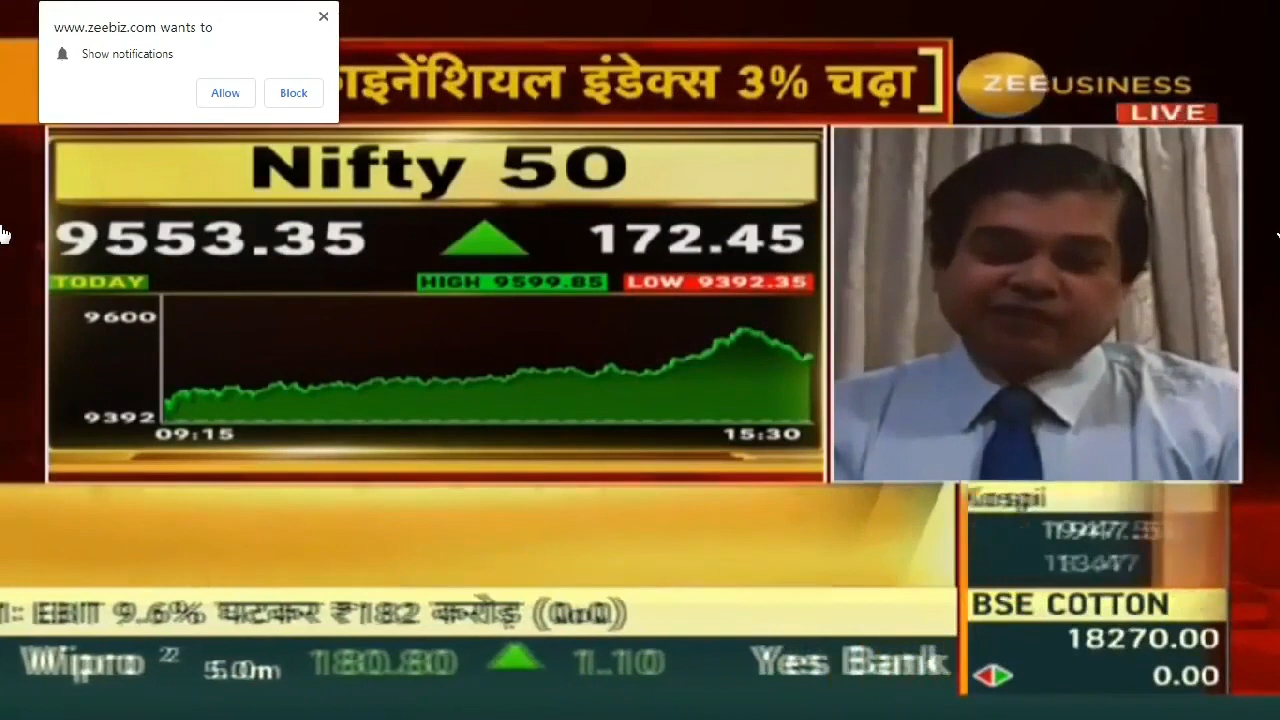 www.zeebiz.com wants to
Show notifications
Allow
Block
इनेंशियल इंडेक्स 3% चढ़ा
ZEE BUSINESS
LIVE
Nifty 50
9553.35
172.45
TODAY
HIGH 9599.85
LOW 9392.35
9600
9392
09:15
15:30
EBIT 9.6% घटकर ₹182 करोड़
BSE COTTON
18270.00
0.00
Wipro
180.80
1.10
Yes Bank